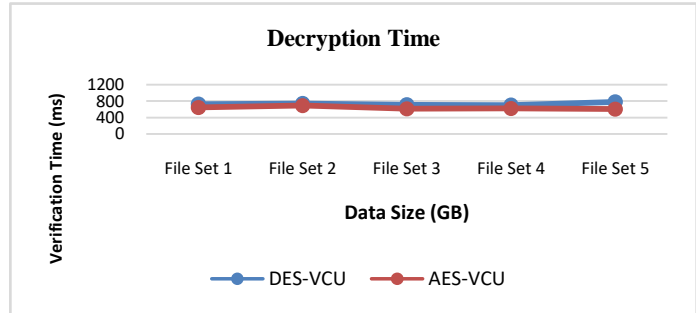 Decryption Time
Verification Time (ms)
1200
800
400
0
File Set 1 File Set 2 File Set 3 File Set 4 File Set 5
Data Size (GB)
DES-VCU AES-VCU